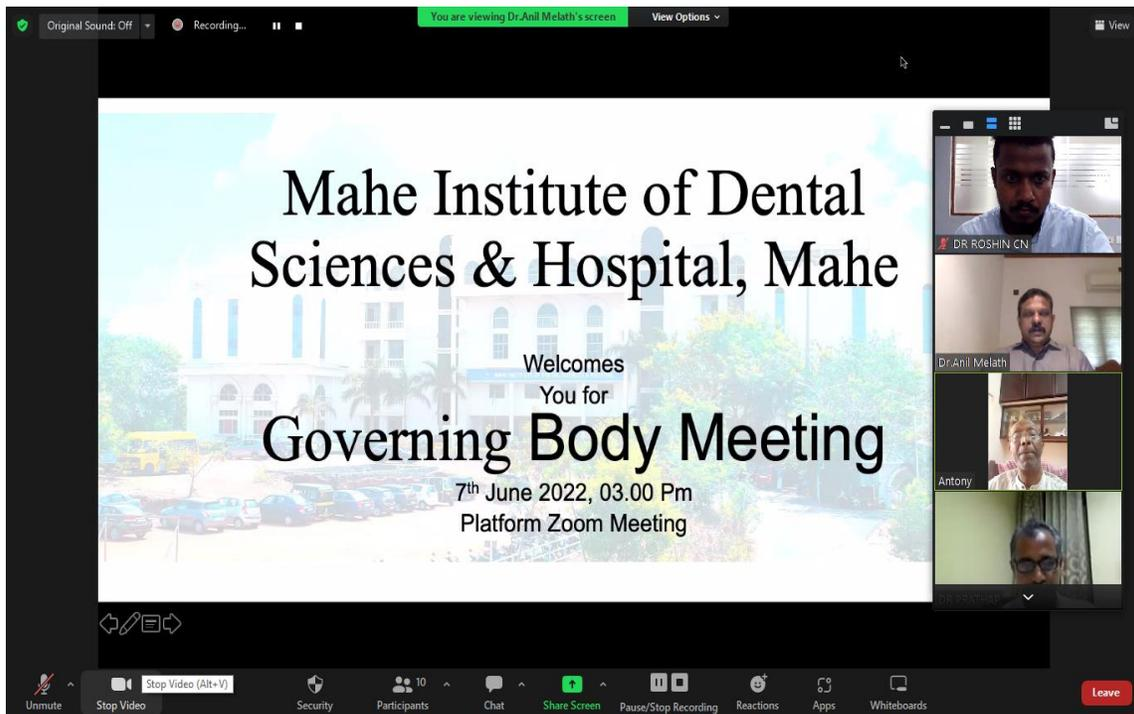 Original Sound: Off
Recording...
You are viewing Dr.Anil Melath's screen
View Options
View
Mahe Institute of Dental
Sciences & Hospital, Mahe
Welcomes
You for
Governing Body Meeting
7th June 2022, 03.00 Pm
Platform Zoom Meeting
DR ROSHIN CN
Dr.Anil Melath
Antony
DR PRATHAP
Unmute
Stop Video
Stop Video (Alt+V)
Security
10
Participants
Chat
Share Screen
Pause/Stop Recording
Reactions
Apps
Whiteboards
Leave